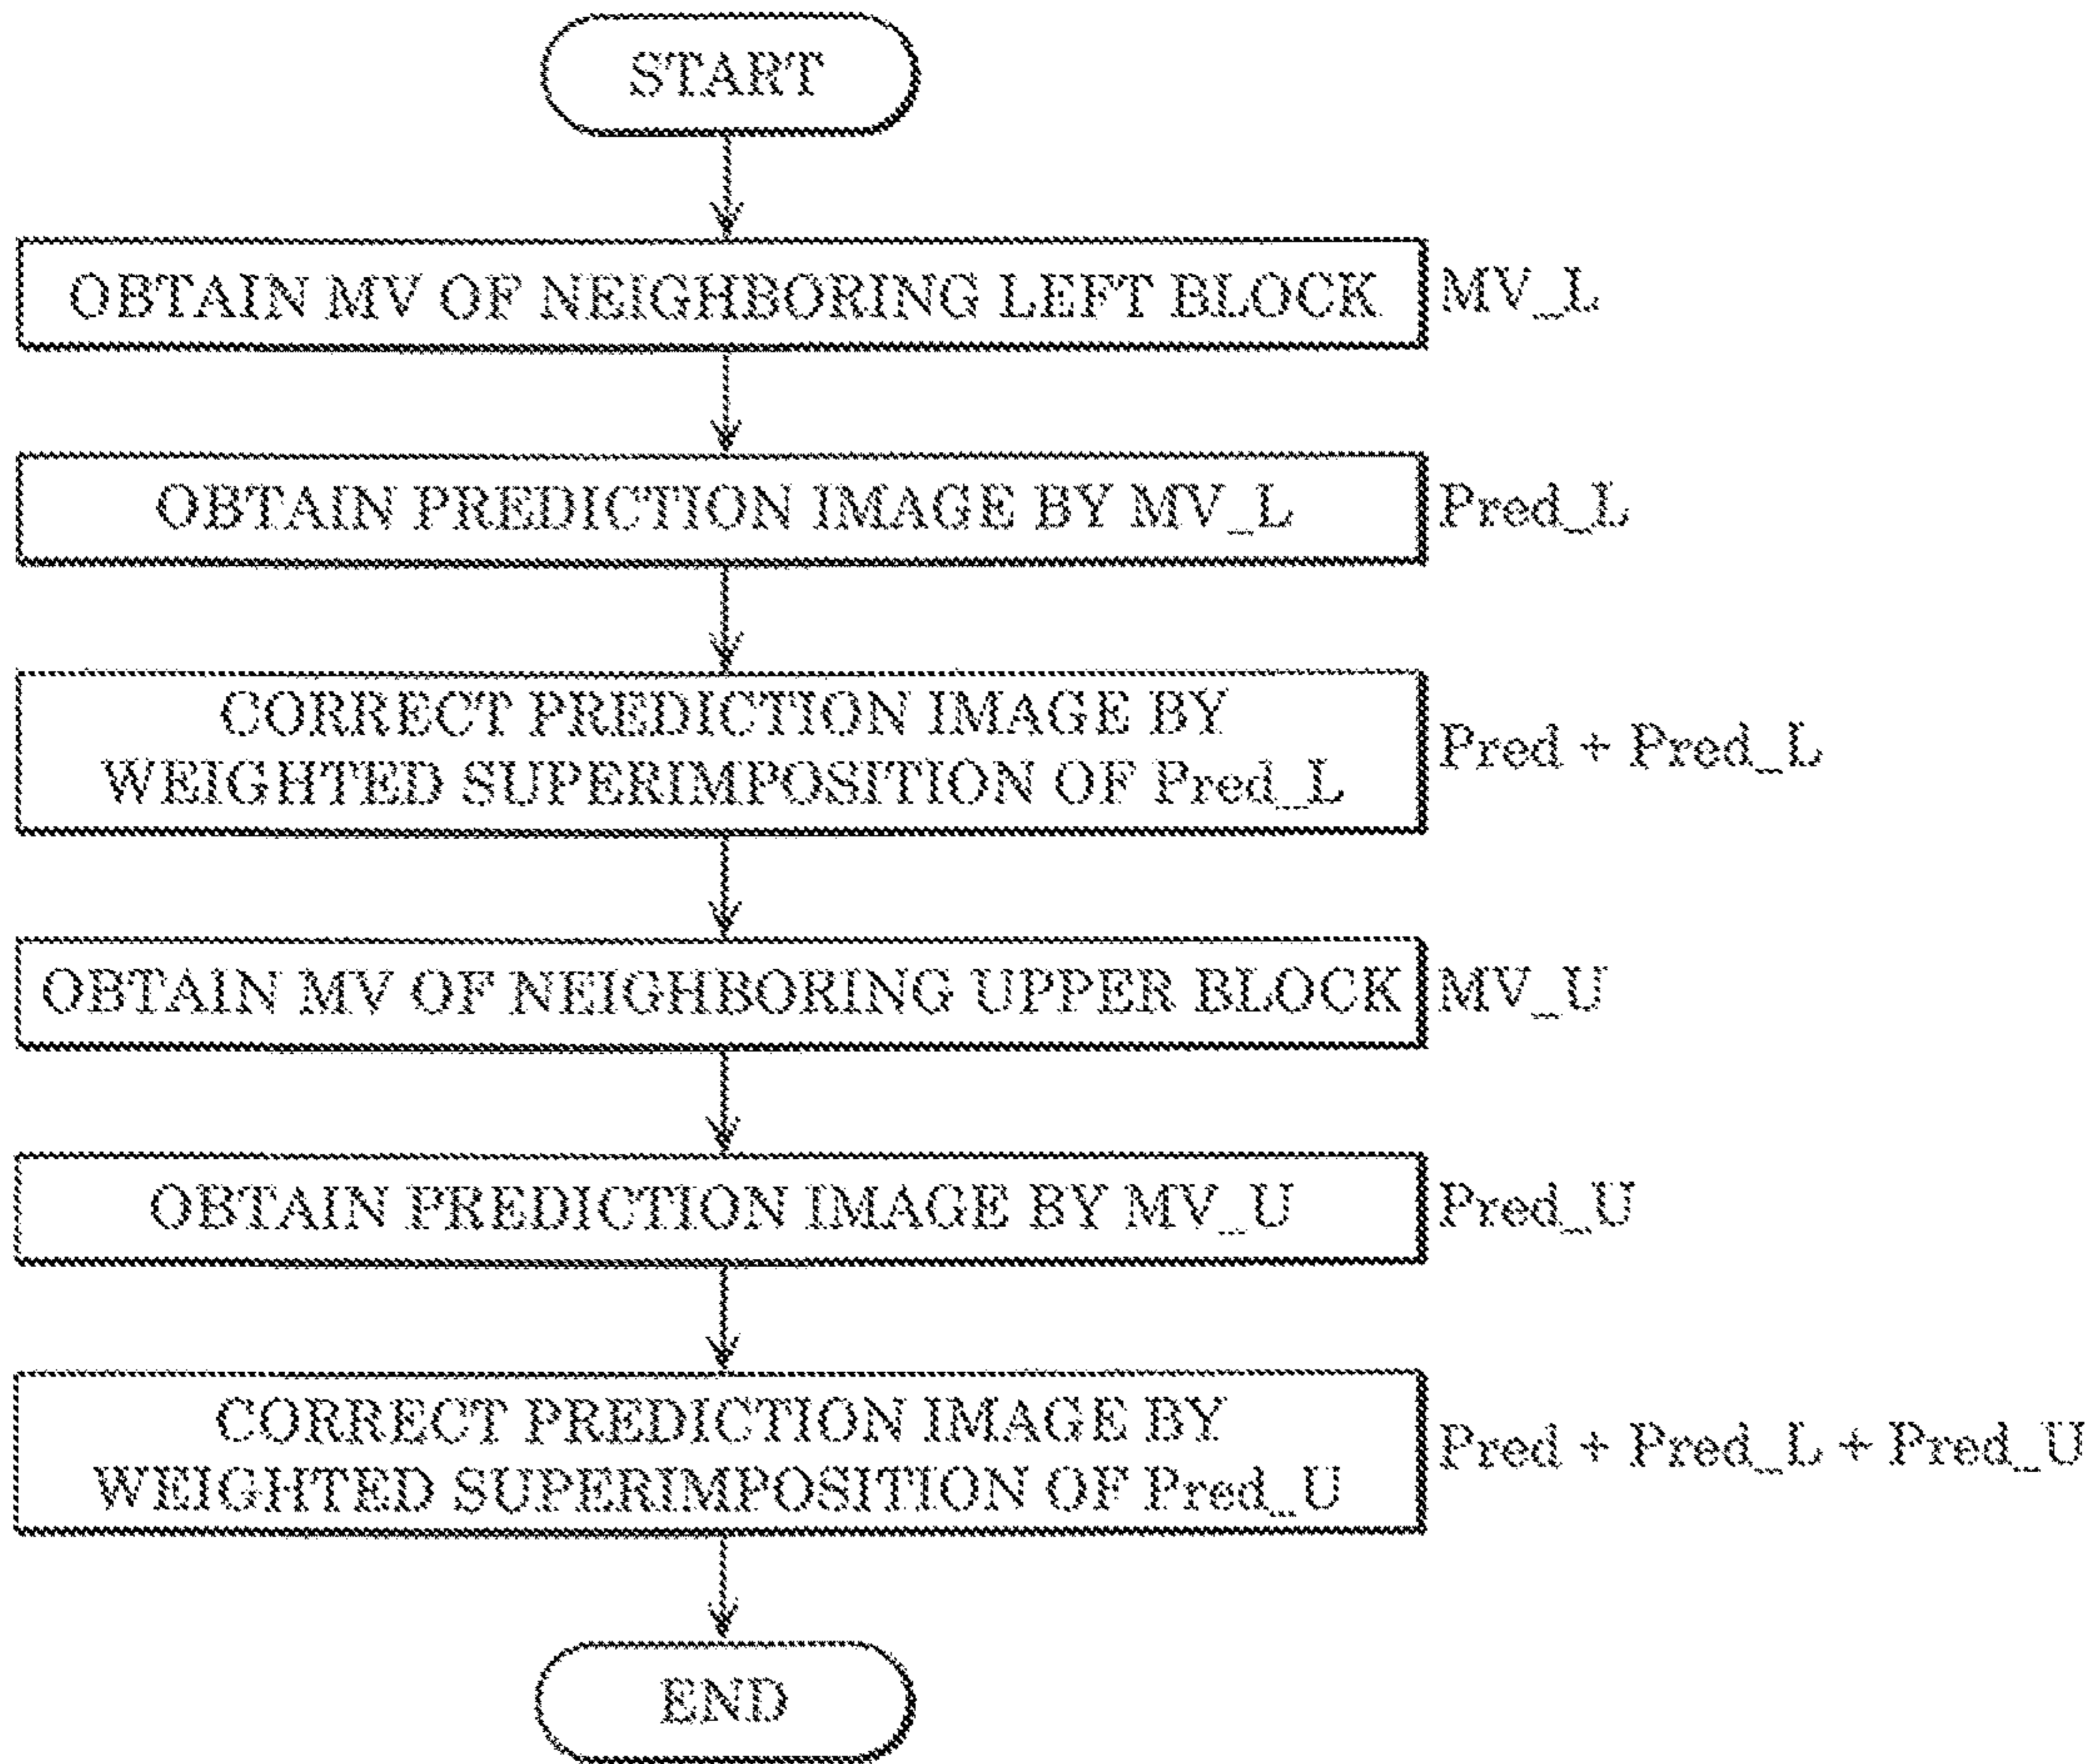 START
OBTAIN MV OF NEIGHBORING LEFT BLOCK
MV_L
OBTAIN PREDICTION IMAGE BY MV_L
Pred_L
CORRECT PREDICTION IMAGE BY
WEIGHTED SUPERIMPOSITION OF Pred_L
Pred + Pred_L
OBTAIN MV OF NEIGHBORING UPPER BLOCK
MV_U
OBTAIN PREDICTION IMAGE BY MV_U
Pred_U
CORRECT PREDICTION IMAGE BY
WEIGHTED SUPERIMPOSITION OF Pred_U
Pred + Pred_L + Pred_U
END